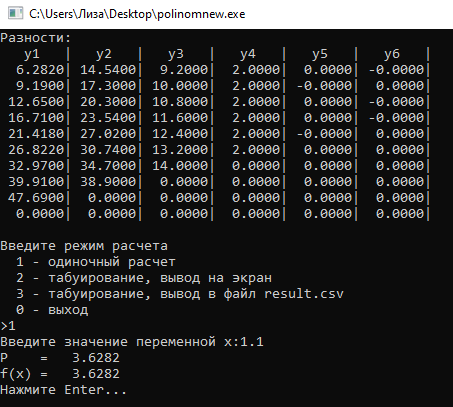 C:\Users\Лиза\Desktop\polinomnew.exe
Разности:
   y1   |   y2   |   y3   |   y4   |   y5   |   y6   |
  6.2820| 14.5400|  9.2000|  2.0000|  0.0000| -0.0000|
  9.1900| 17.3000| 10.0000|  2.0000| -0.0000|  0.0000|
 12.6500| 20.3000| 10.8000|  2.0000|  0.0000| -0.0000|
 16.7100| 23.5400| 11.6000|  2.0000|  0.0000| -0.0000|
 21.4180| 27.0200| 12.4000|  2.0000| -0.0000|  0.0000|
 26.8220| 30.7400| 13.2000|  2.0000|  0.0000|  0.0000|
 32.9700| 34.7000| 14.0000|  0.0000|  0.0000|  0.0000|
 39.9100| 38.9000|  0.0000|  0.0000|  0.0000|  0.0000|
 47.6900|  0.0000|  0.0000|  0.0000|  0.0000|  0.0000|
  0.0000|  0.0000|  0.0000|  0.0000|  0.0000|  0.0000|
Введите режим расчета
  1 - одиночный расчет
  2 - табуирование, вывод на экран
  3 - табуирование, вывод в файл result.csv
  0 - выход
>1
Введите значение переменной x:1.1
P    =   3.6282
f(x) =   3.6282
Нажмите Enter...